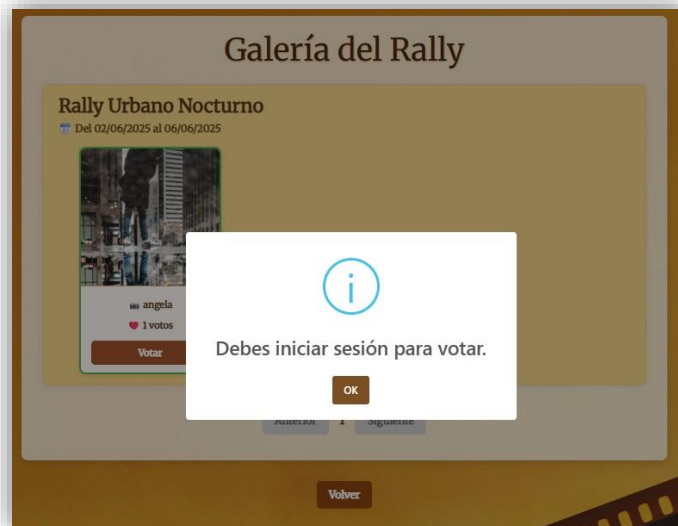 Galería del Rally
Rally Urbano Nocturno
Del 02/06/2025 al 06/06/2025
angela
1 votos
Votar
Debes iniciar sesión para votar.
OK
Anterior 1 Siguiente
Volver